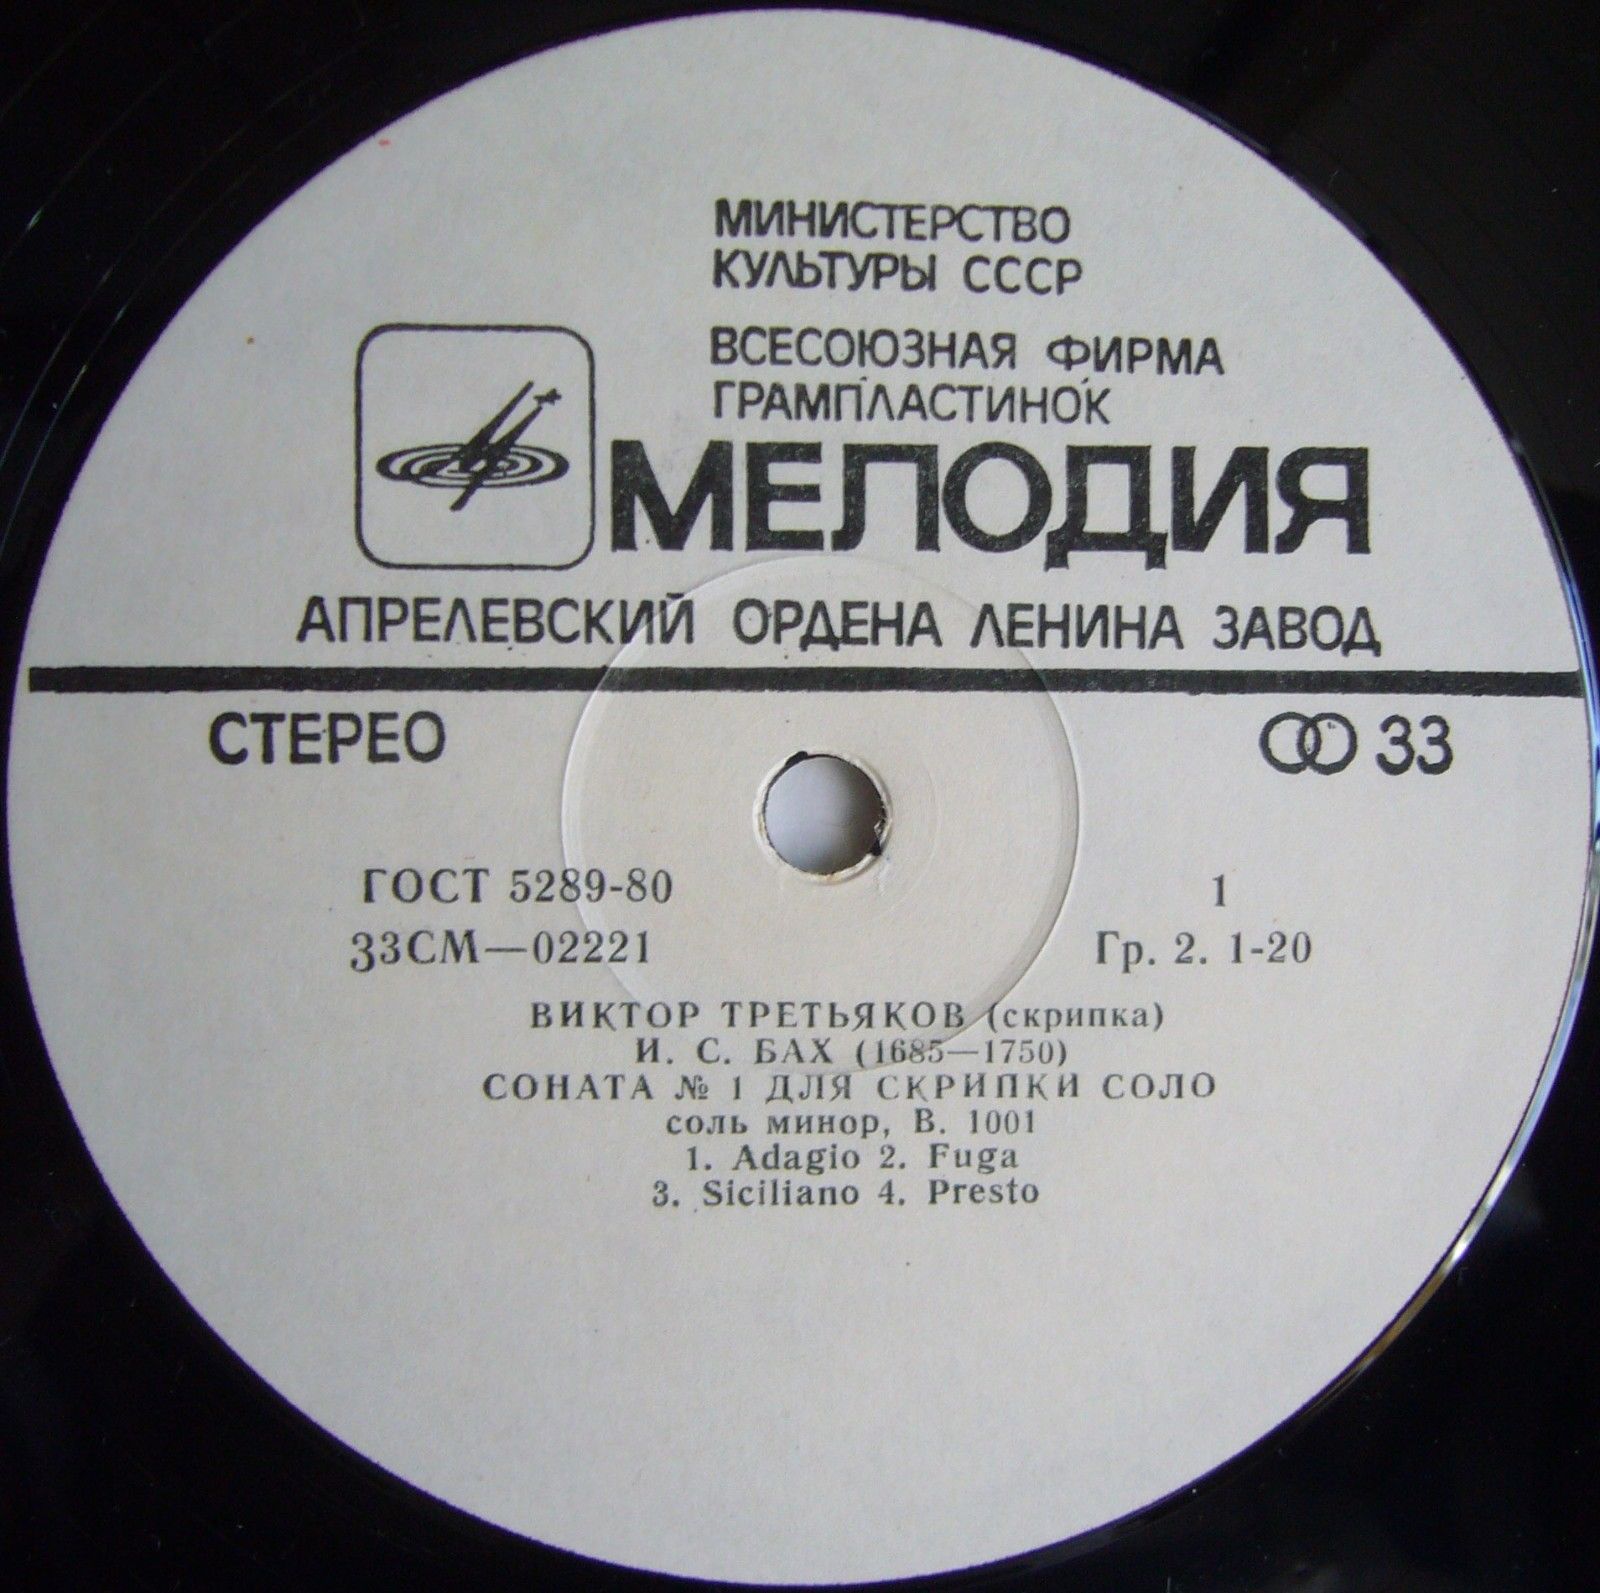 МИНИСТЕРСТВО
КУЛЬТУРЫ СССР
ВСЕСОЮЗНАЯ ФИРМА
ГРАМПЛАСТИНОК
МЕЛОДИЯ
АПРЕЛЕВСКИЙ ОРДЕНА ЛЕНИНА ЗАВОД
СТЕРЕО 33
ГОСТ 5289-80 1
33СМ—02221 Гр. 2. 1-20
ВИКТОР ТРЕТЬЯКОВ (скрипка)
И. С. БАХ (1685—1750)
СОНАТА № 1 ДЛЯ СКРИПКИ СОЛО
соль минор, В. 1001
1. Adagio 2. Fuga
3. Siciliano 4. Presto